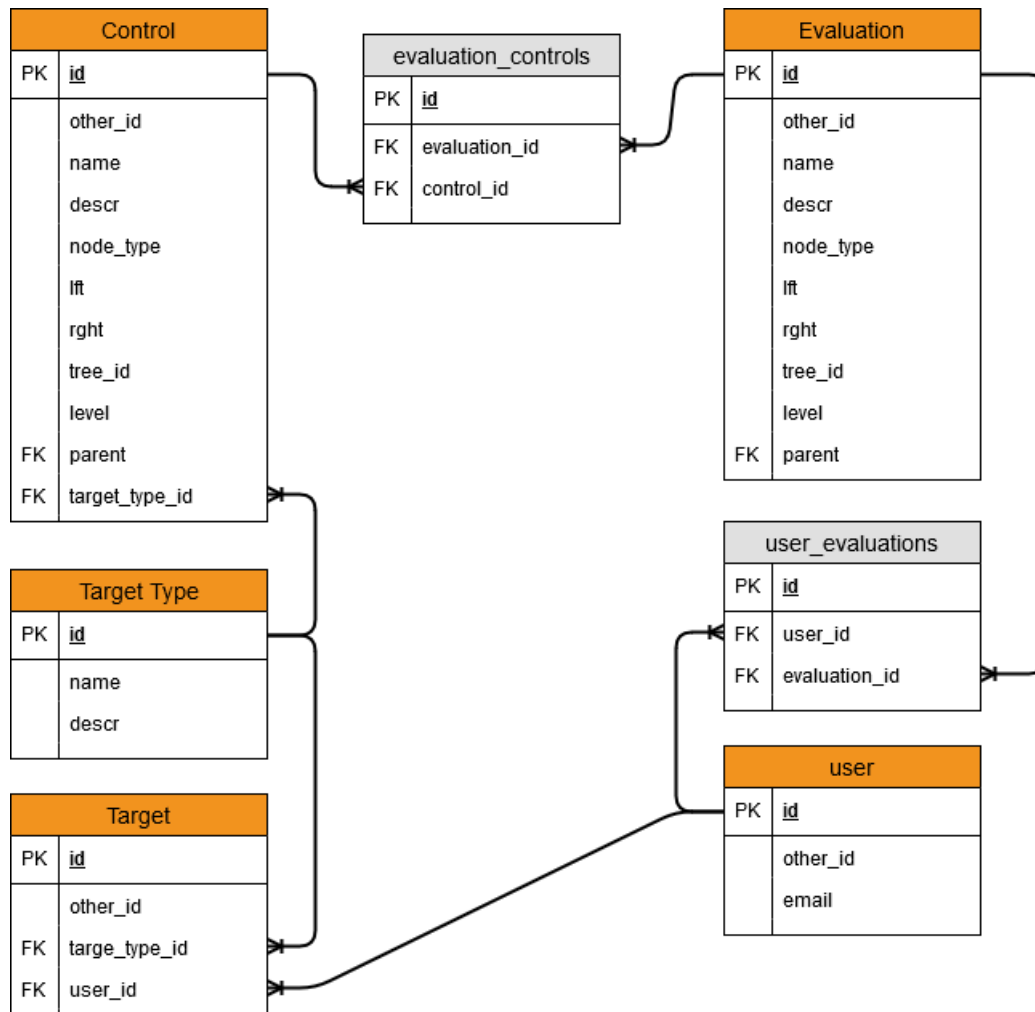 Control
PK id
other_id
name
descr
node_type
lft
rght
tree_id
level
FK parent
FK target_type_id
evaluation_controls
PK id
FK evaluation_id
FK control_id
Evaluation
PK id
other_id
name
descr
node_type
lft
rght
tree_id
level
FK parent
Target Type
PK id
name
descr
user_evaluations
PK id
FK user_id
FK evaluation_id
Target
PK id
other_id
FK targe_type_id
FK user_id
user
PK id
other_id
email